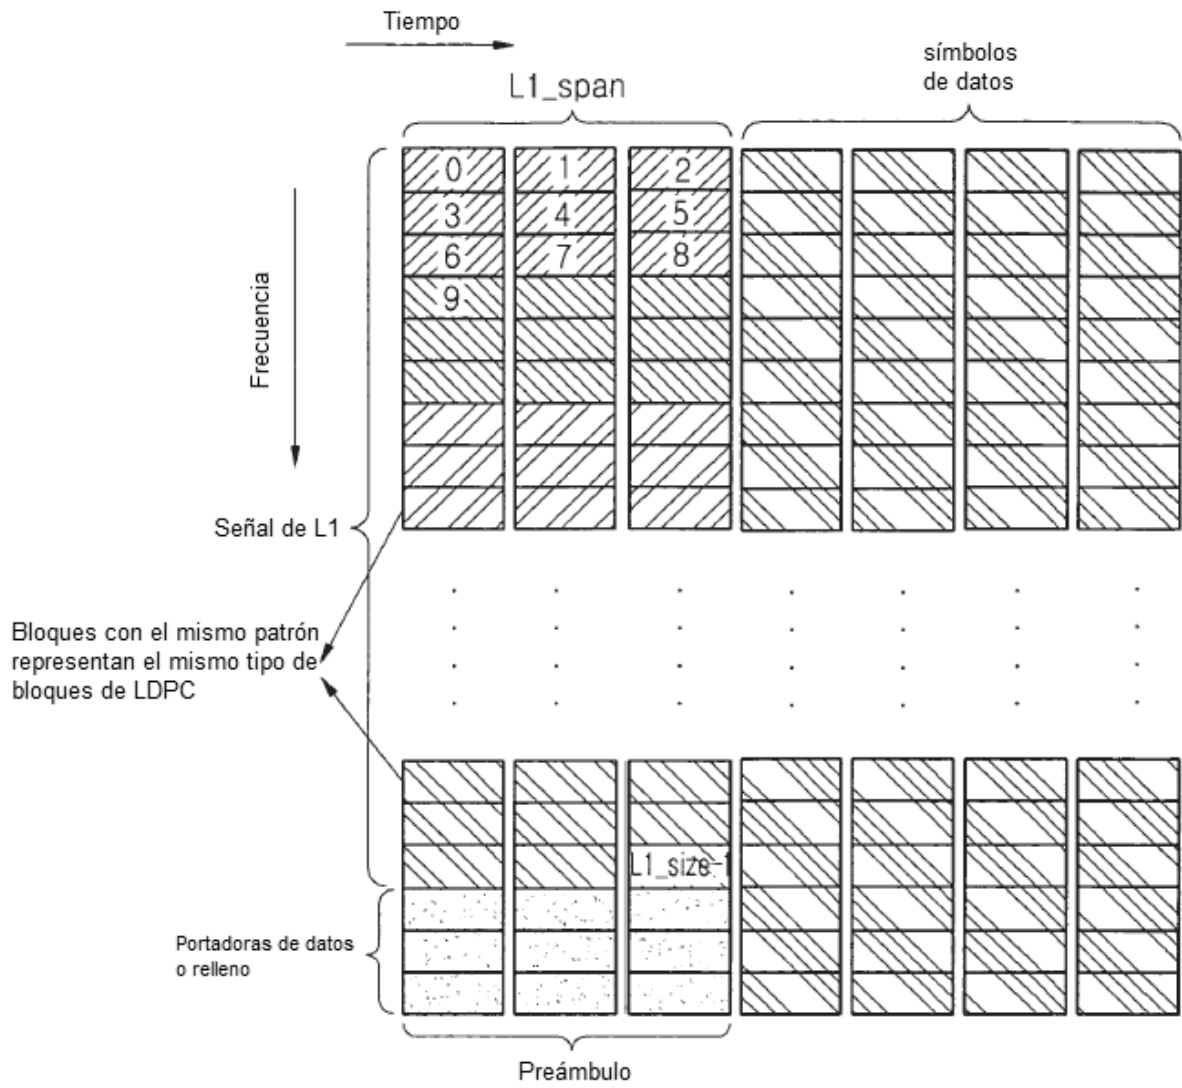 Tiempo
L1_span
símbolos
de datos
0 1 2
3 4 5
6 7 8
9
Frecuencia
Señal de L1
Bloques con el mismo patrón
representan el mismo tipo de
bloques de LDPC
L1_size-1
Portadoras de datos
o relleno
Preámbulo